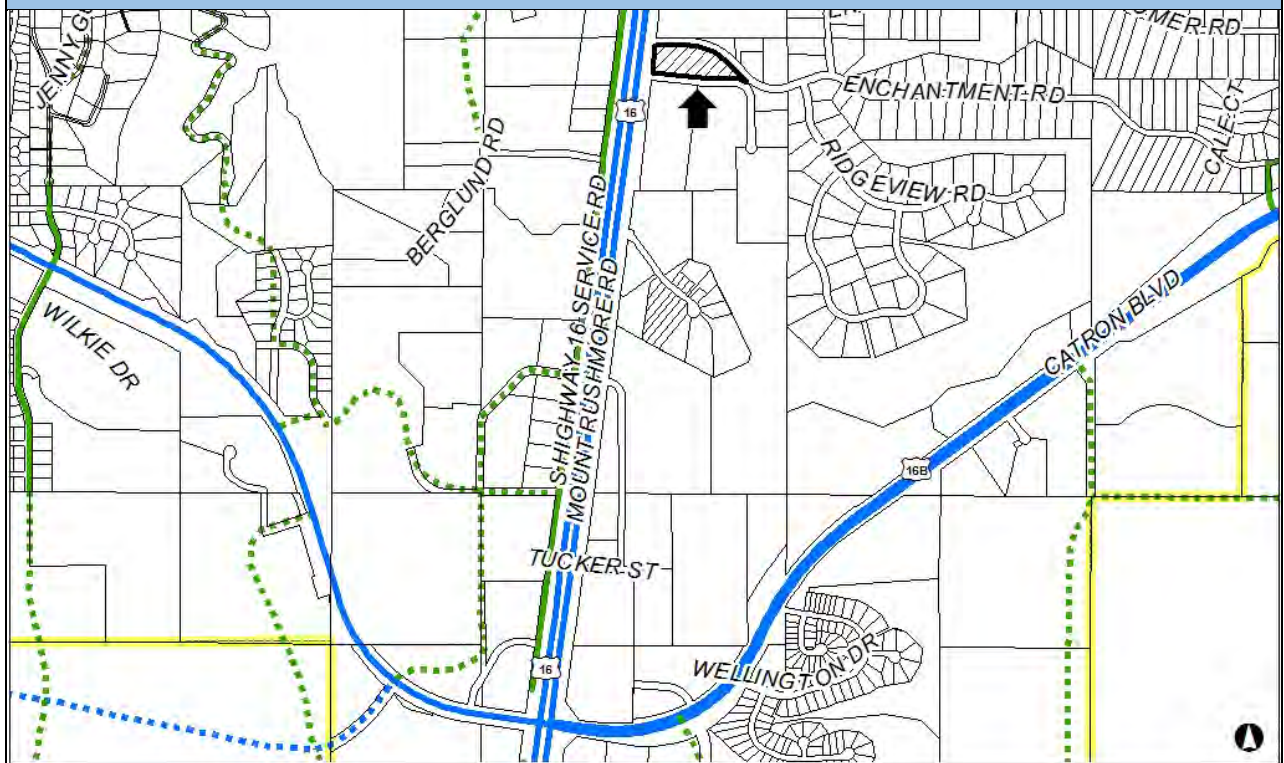 JENNY GU
OMER RD
16
ENCHANTMENT RD
CALE CT
BERGLUND RD
RIDGEVIEW RD
S HIGHWAY 16 SERVICE RD
MOUNT RUSHMORE RD
WILKIE DR
CATRON BLVD
16B
TUCKER ST
16
WELLINGTON DR